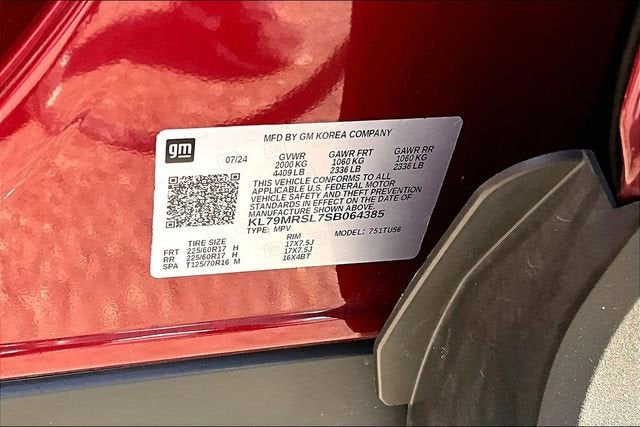 MFD BY GM KOREA COMPANY
gm
07/24 GVWR GAWR FRT GAWR RR
2000 KG 1060 KG 1060 KG
4409 LB 2336 LB 2336 LB
THIS VEHICLE CONFORMS TO ALL
APPLICABLE U.S. FEDERAL MOTOR
VEHICLE SAFETY AND THEFT PREVENTION
STANDARDS IN EFFECT ON THE DATE OF
MANUFACTURE SHOWN ABOVE.
KL79MRSL7SB064385
TYPE: MPV MODEL: 751TU56
TIRE SIZE RIM
FRT 225/60R17 H 17X7.5J
RR 225/60R17 H 17X7.5J
SPA T125/70R16 M 16X4BT